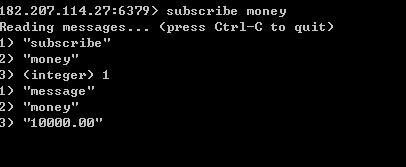 182.207.114.27:6379> subscribe money
Reading messages... (press Ctrl-C to quit)
1) "subscribe"
2) "money"
3) (integer) 1
1) "message"
2) "money"
3) "10000.00"